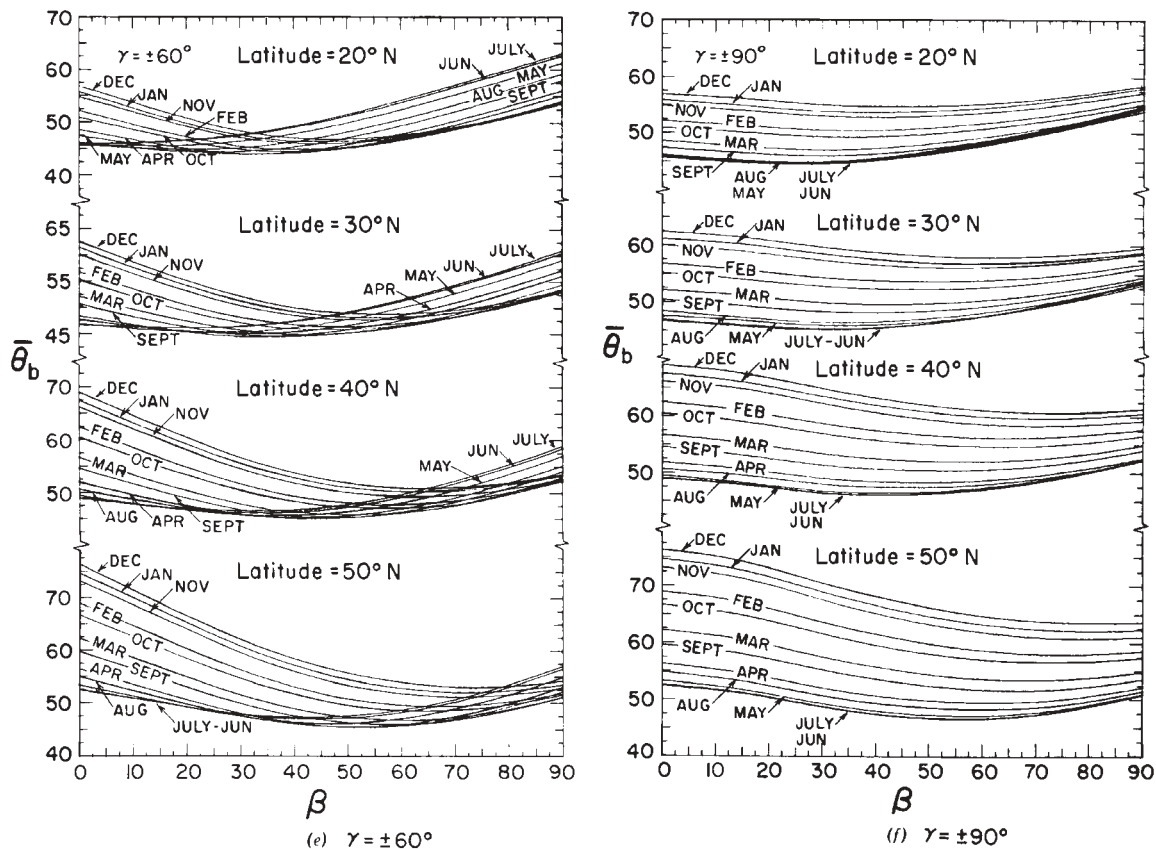 70
60
50
40
γ = ±60°
Latitude = 20° N
DEC
JAN
NOV
FEB
MAY
APR
OCT
JULY
JUN
MAY
AUG
SEPT
65
55
45
Latitude = 30° N
DEC
JAN
NOV
FEB
OCT
MAR
SEPT
JULY
JUN
MAY
APR
θ̅b
70
60
50
Latitude = 40° N
DEC
JAN
NOV
FEB
OCT
MAR
AUG
APR
SEPT
JULY
JUN
MAY
70
60
50
40
Latitude = 50° N
DEC
JAN
NOV
FEB
OCT
MAR
SEPT
APR
AUG
JULY-JUN
0 10 20 30 40 50 60 70 80 90
β
(e) γ = ±60°
70
60
50
γ = ±90°
Latitude = 20° N
DEC
JAN
NOV
FEB
OCT
MAR
SEPT
AUG
MAY
JULY
JUN
60
50
Latitude = 30° N
DEC
JAN
NOV
FEB
OCT
MAR
SEPT
AUG
MAY
JULY-JUN
θ̅b
60
50
Latitude = 40° N
DEC
JAN
NOV
FEB
OCT
MAR
SEPT
APR
AUG
MAY
JULY
JUN
70
60
50
40
Latitude = 50° N
DEC
JAN
NOV
FEB
OCT
MAR
SEPT
APR
AUG
MAY
JULY
JUN
0 10 20 30 40 50 60 70 80 90
β
(f) γ = ±90°